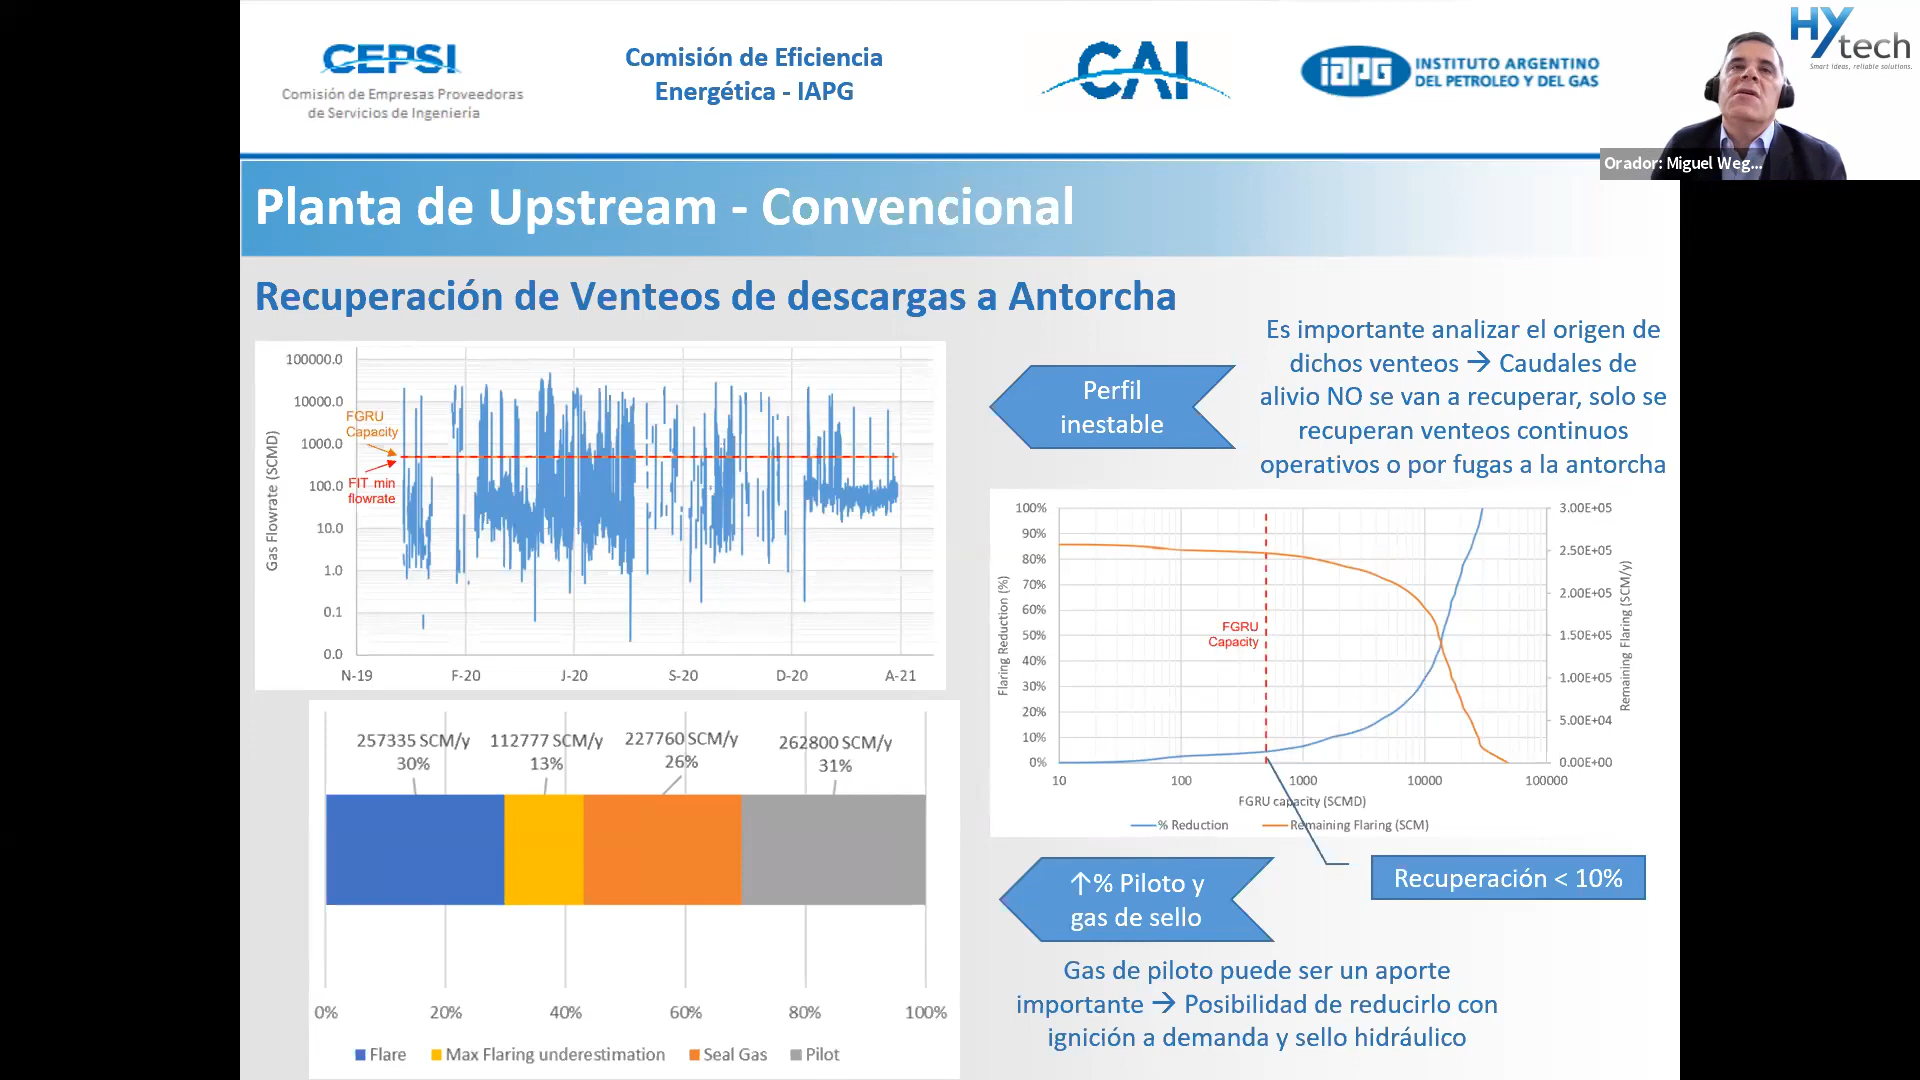 CEPSI
Comisión de Empresas Proveedoras
de Servicios de Ingeniería
Comisión de Eficiencia
Energética - IAPG
CAI
iAPG
INSTITUTO ARGENTINO
DEL PETROLEO Y DEL GAS
HYtech
Smart ideas, reliable solutions.
Orador: Miguel Weg...
Planta de Upstream - Convencional
Recuperación de Venteos de descargas a Antorcha
Gas Flowrate (SCMD)
100000.0
10000.0
1000.0
100.0
10.0
1.0
0.1
0.0
FGRU
Capacity
FIT min
flowrate
N-19 F-20 J-20 S-20 D-20 A-21
Perfil
inestable
Es importante analizar el origen de
dichos venteos → Caudales de
alivio NO se van a recuperar, solo se
recuperan venteos continuos
operativos o por fugas a la antorcha
Flaring Reduction (%)
100%
90%
80%
70%
60%
50%
40%
30%
20%
10%
0%
FGRU
Capacity
3.00E+05
2.50E+05
2.00E+05
1.50E+05
1.00E+05
5.00E+04
0.00E+00
Remaining Flaring (SCM/y)
10 100 1000 10000 100000
FGRU capacity (SCMD)
% Reduction Remaining Flaring (SCM)
257335 SCM/y 112777 SCM/y 227760 SCM/y 262800 SCM/y
30% 13% 26% 31%
0% 20% 40% 60% 80% 100%
Flare Max Flaring underestimation Seal Gas Pilot
↑% Piloto y
gas de sello
Recuperación < 10%
Gas de piloto puede ser un aporte
importante → Posibilidad de reducirlo con
ignición a demanda y sello hidráulico